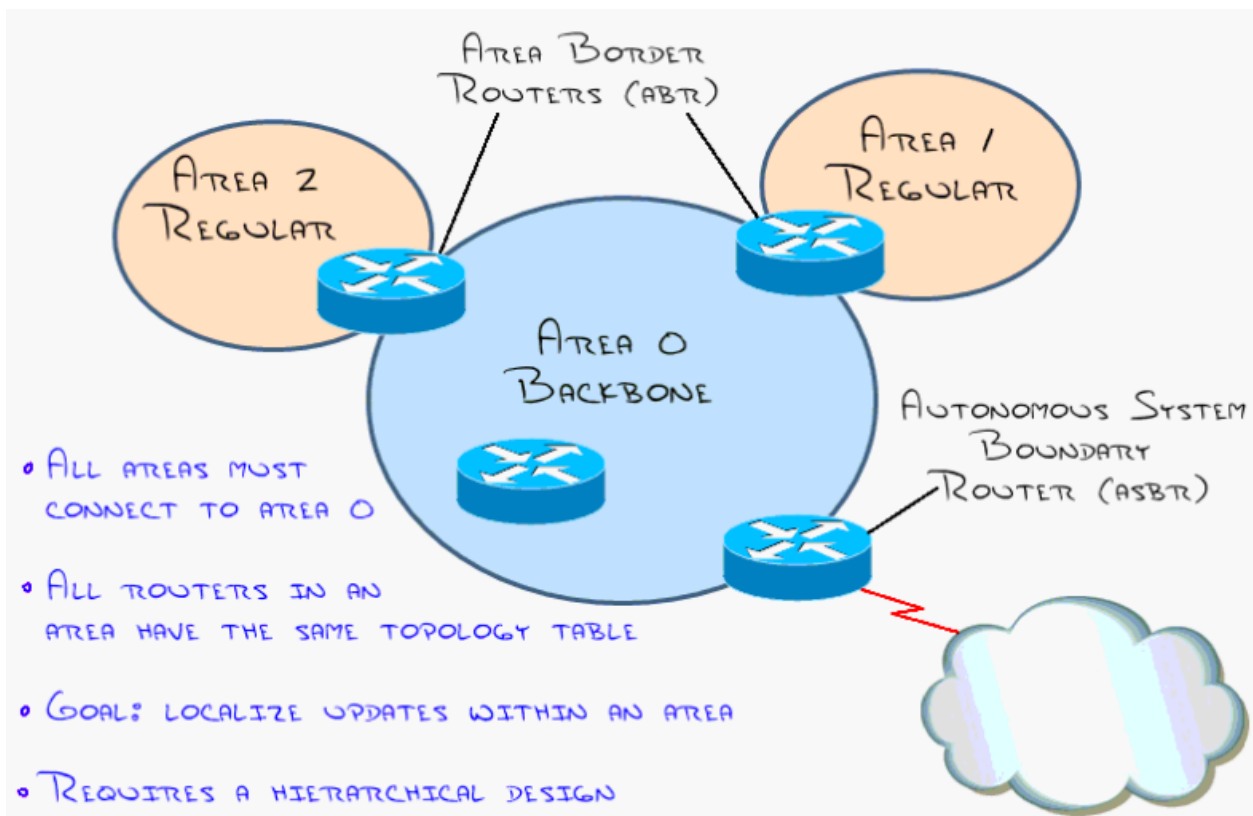 Area Border
Routers (ABR)
Area 2
Regular
Area 1
Regular
Area 0
Backbone
Autonomous System
Boundary
Router (ASBR)
• All areas must
connect to area 0
• All routers in an
area have the same topology table
• Goal: localize updates within an area
• Requires a hierarchical design